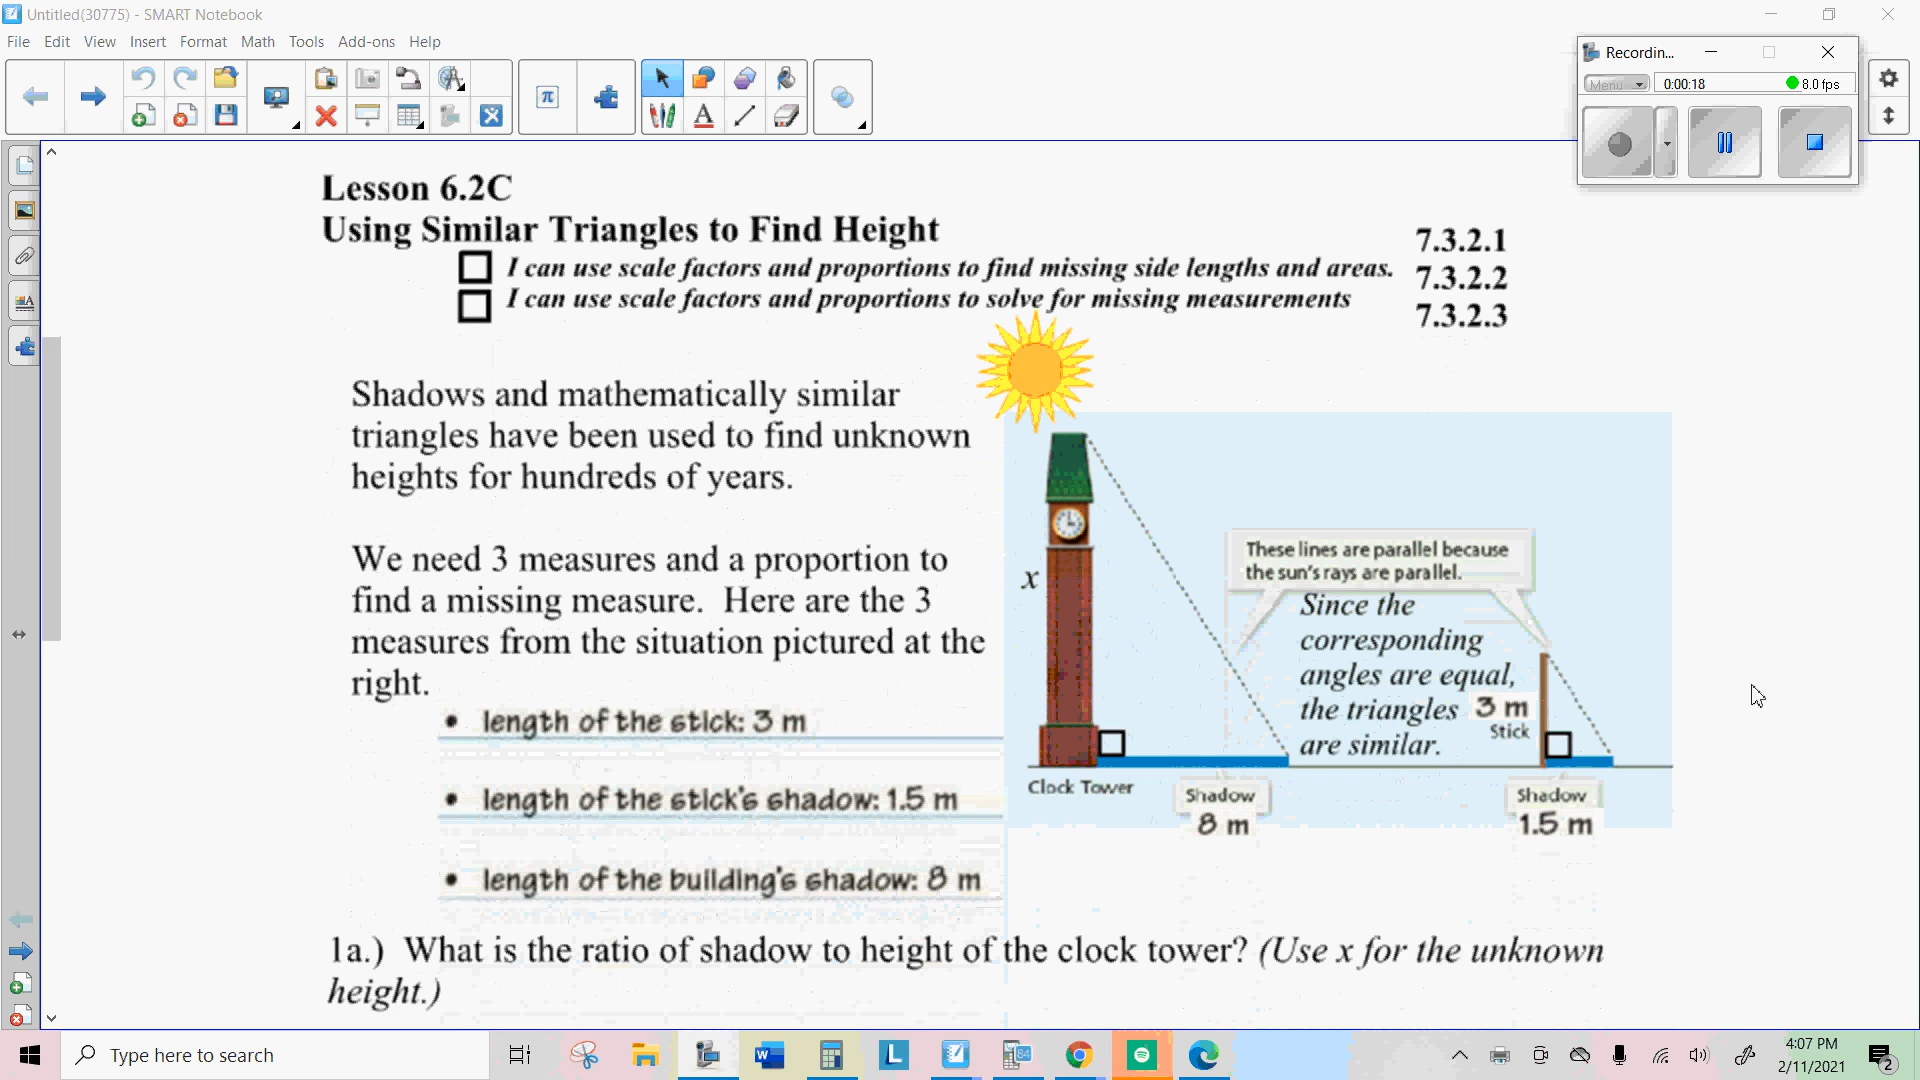 Untitled(30775) - SMART Notebook
File Edit View Insert Format Math Tools Add-ons Help
Recordin...
Menu 0:00:18 8.0 fps
Lesson 6.2C
Using Similar Triangles to Find Height
7.3.2.1
I can use scale factors and proportions to find missing side lengths and areas.
7.3.2.2
I can use scale factors and proportions to solve for missing measurements
7.3.2.3
Shadows and mathematically similar
triangles have been used to find unknown
heights for hundreds of years.
We need 3 measures and a proportion to
find a missing measure. Here are the 3
measures from the situation pictured at the
right.
• length of the stick: 3 m
• length of the stick's shadow: 1.5 m
• length of the building's shadow: 8 m
x
These lines are parallel because
the sun's rays are parallel.
Since the
corresponding
angles are equal,
the triangles
are similar.
3 m
Stick
Clock Tower
Shadow
8 m
Shadow
1.5 m
1a.) What is the ratio of shadow to height of the clock tower? (Use x for the unknown
height.)
Type here to search
4:07 PM
2/11/2021
2